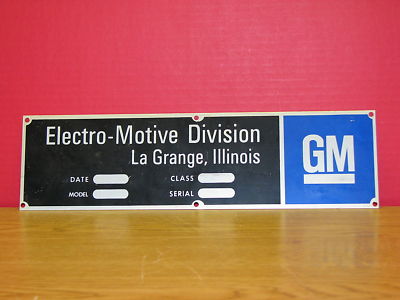 Electro-Motive Division
La Grange, Illinois
DATE CLASS
MODEL SERIAL
GM